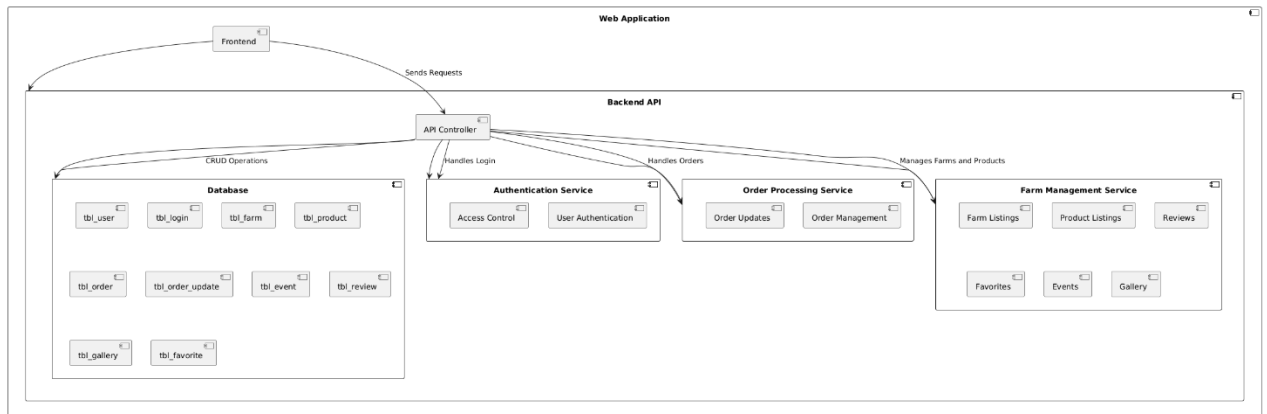 Web Application
Frontend
Sends Requests
Backend API
API Controller
CRUD Operations
Handles Login
Handles Orders
Manages Farms and Products
Database
tbl_user
tbl_login
tbl_farm
tbl_product
tbl_order
tbl_order_update
tbl_event
tbl_review
tbl_gallery
tbl_favorite
Authentication Service
Access Control
User Authentication
Order Processing Service
Order Updates
Order Management
Farm Management Service
Farm Listings
Product Listings
Reviews
Favorites
Events
Gallery